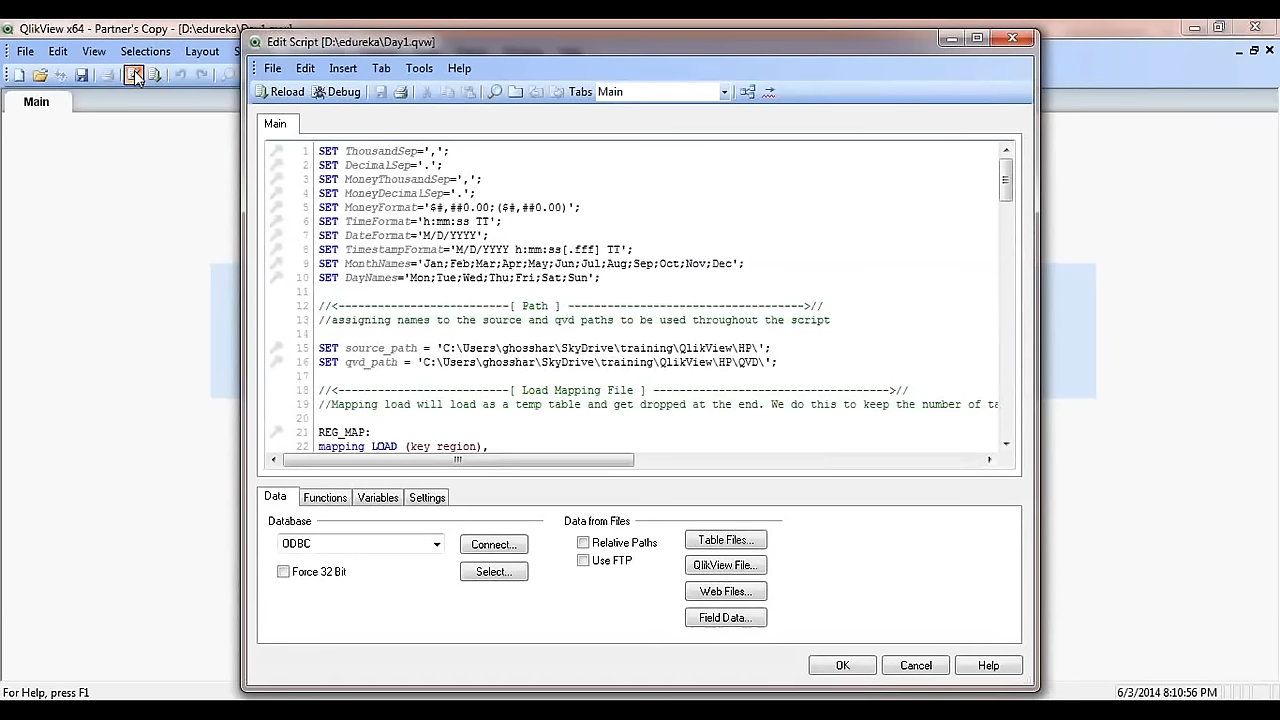 QlikView x64 - Partner's Copy - [D:\edureka\Day1.qvw]
File Edit View Selections Layout
Main
Edit Script [D:\edureka\Day1.qvw]
File Edit Insert Tab Tools Help
Reload Debug Tabs Main
Main
1 SET ThousandSep=',';
2 SET DecimalSep='.';
3 SET MoneyThousandSep=',';
4 SET MoneyDecimalSep='.';
5 SET MoneyFormat='$#,##0.00;($#,##0.00)';
6 SET TimeFormat='h:mm:ss TT';
7 SET DateFormat='M/D/YYYY';
8 SET TimestampFormat='M/D/YYYY h:mm:ss[.fff] TT';
9 SET MonthNames='Jan;Feb;Mar;Apr;May;Jun;Jul;Aug;Sep;Oct;Nov;Dec';
10 SET DayNames='Mon;Tue;Wed;Thu;Fri;Sat;Sun';
11
12 //<--------------------------[ Path ] ------------------------------------>//
13 //assigning names to the source and qvd paths to be used throughout the script
14
15 SET source_path = 'C:\Users\ghosshar\SkyDrive\training\QlikView\HP\';
16 SET qvd_path = 'C:\Users\ghosshar\SkyDrive\training\QlikView\HP\QVD\';
17
18 //<--------------------------[ Load Mapping File ] ------------------------------------>//
19 //Mapping load will load as a temp table and get dropped at the end. We do this to keep the number of ta
20
21 REG_MAP:
22 mapping LOAD (key region),
Data Functions Variables Settings
Database Data from Files
ODBC Connect... Relative Paths Table Files...
Use FTP QlikView File...
Force 32 Bit Select...
Web Files...
Field Data...
OK Cancel Help
For Help, press F1 6/3/2014 8:10:56 PM